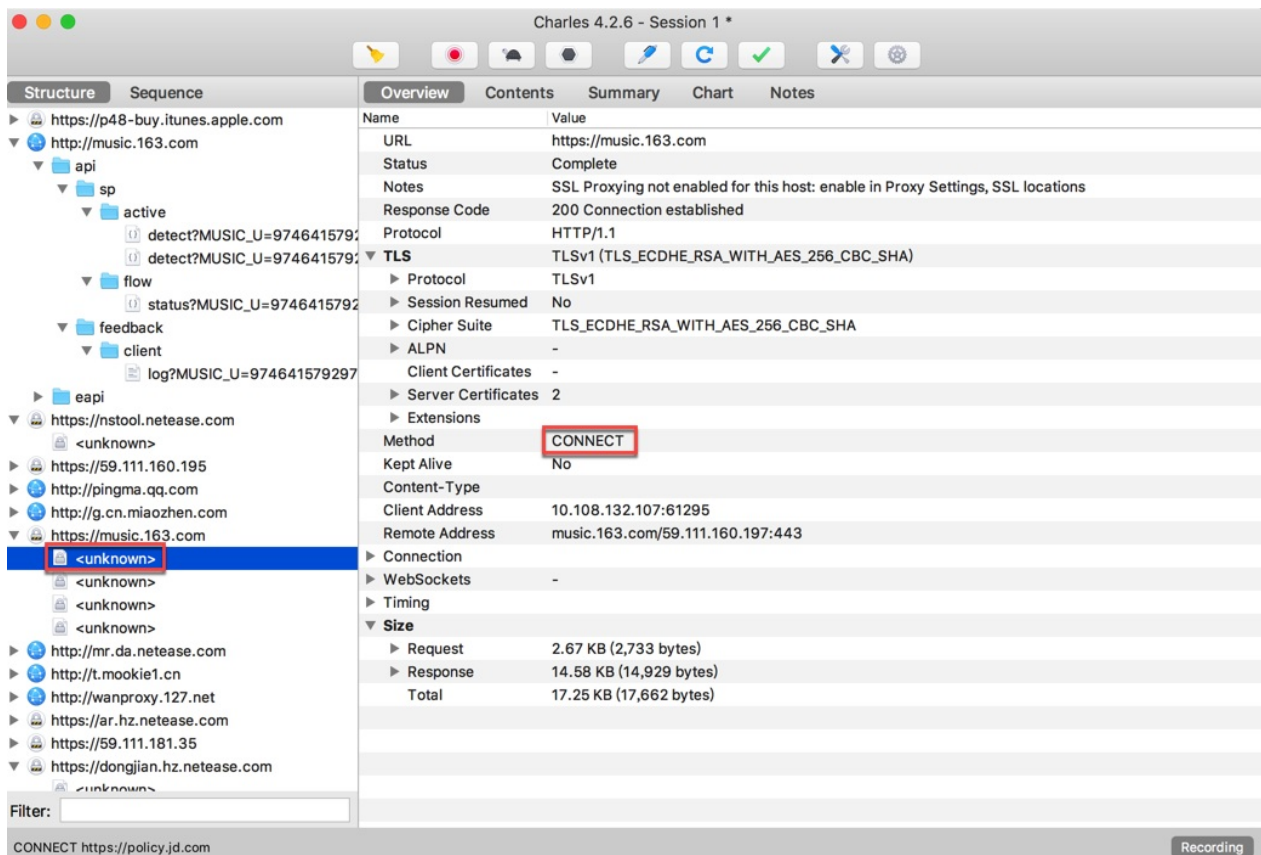 Charles 4.2.6 - Session 1 *
Structure
Sequence
Overview
Contents
Summary
Chart
Notes
https://p48-buy.itunes.apple.com
http://music.163.com
api
sp
active
detect?MUSIC_U=9746415792
detect?MUSIC_U=9746415792
flow
status?MUSIC_U=9746415792
feedback
client
log?MUSIC_U=974641579297
eapi
https://nstool.netease.com
<unknown>
https://59.111.160.195
http://pingma.qq.com
http://g.cn.miaozhen.com
https://music.163.com
<unknown>
<unknown>
<unknown>
<unknown>
http://mr.da.netease.com
http://t.mookie1.cn
http://wanproxy.127.net
https://ar.hz.netease.com
https://59.111.181.35
https://dongjian.hz.netease.com
<unknown>
Filter:
Name Value
URL https://music.163.com
Status Complete
Notes SSL Proxying not enabled for this host: enable in Proxy Settings, SSL locations
Response Code 200 Connection established
Protocol HTTP/1.1
TLS TLSv1 (TLS_ECDHE_RSA_WITH_AES_256_CBC_SHA)
Protocol TLSv1
Session Resumed No
Cipher Suite TLS_ECDHE_RSA_WITH_AES_256_CBC_SHA
ALPN -
Client Certificates -
Server Certificates 2
Extensions
Method CONNECT
Kept Alive No
Content-Type
Client Address 10.108.132.107:61295
Remote Address music.163.com/59.111.160.197:443
Connection
WebSockets -
Timing
Size
Request 2.67 KB (2,733 bytes)
Response 14.58 KB (14,929 bytes)
Total 17.25 KB (17,662 bytes)
CONNECT https://policy.jd.com
Recording